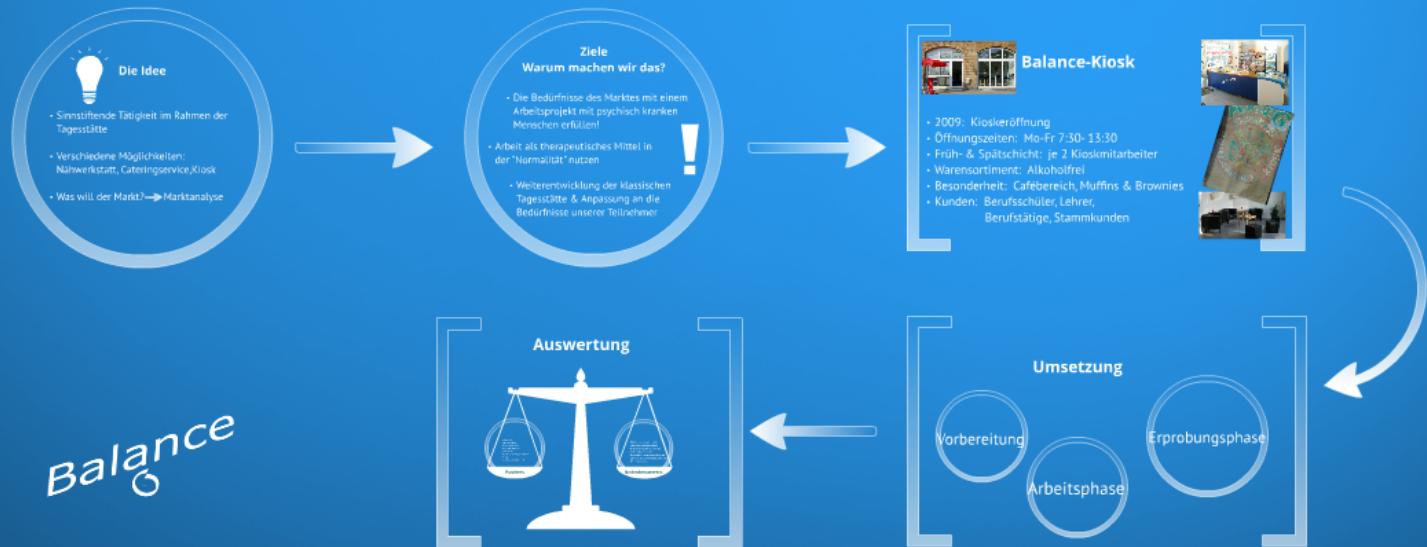 Die Idee
• Sinnstiftende Tätigkeit im Rahmen der
Tagesstätte
• Verschiedene Möglichkeiten:
Nähwerkstatt, Cateringservice,Kiosk
• Was will der Markt? Marktanalyse
Ziele
Warum machen wir das?
• Die Bedürfnisse des Marktes mit einem
Arbeitsprojekt mit psychisch kranken
Menschen erfüllen!
• Arbeit als therapeutisches Mittel in
der "Normalität" nutzen
• Weiterentwicklung der klassischen
Tagesstätte & Anpassung an die
Bedürfnisse unserer Teilnehmer
!
Balance-Kiosk
• 2009: Kioskeröffnung
• Öffnungszeiten: Mo-Fr 7:30- 13:30
• Früh- & Spätschicht: je 2 Kioskmitarbeiter
• Warensortiment: Alkoholfrei
• Besonderheit: Cafébereich, Muffins & Brownies
• Kunden: Berufsschüler, Lehrer,
Berufstätige, Stammkunden
Umsetzung
Vorbereitung
Arbeitsphase
Erprobungsphase
Auswertung
Balance